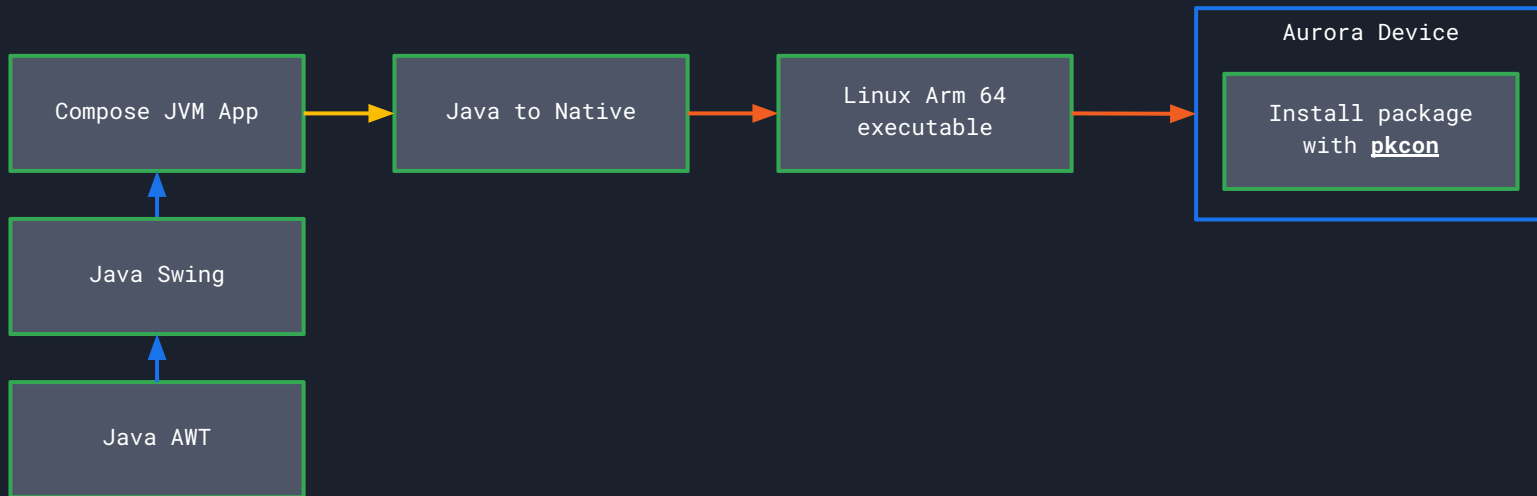 Compose JVM App
Java to Native
Linux Arm 64
executable
Aurora Device
Install package
with pkcon
Java Swing
Java AWT